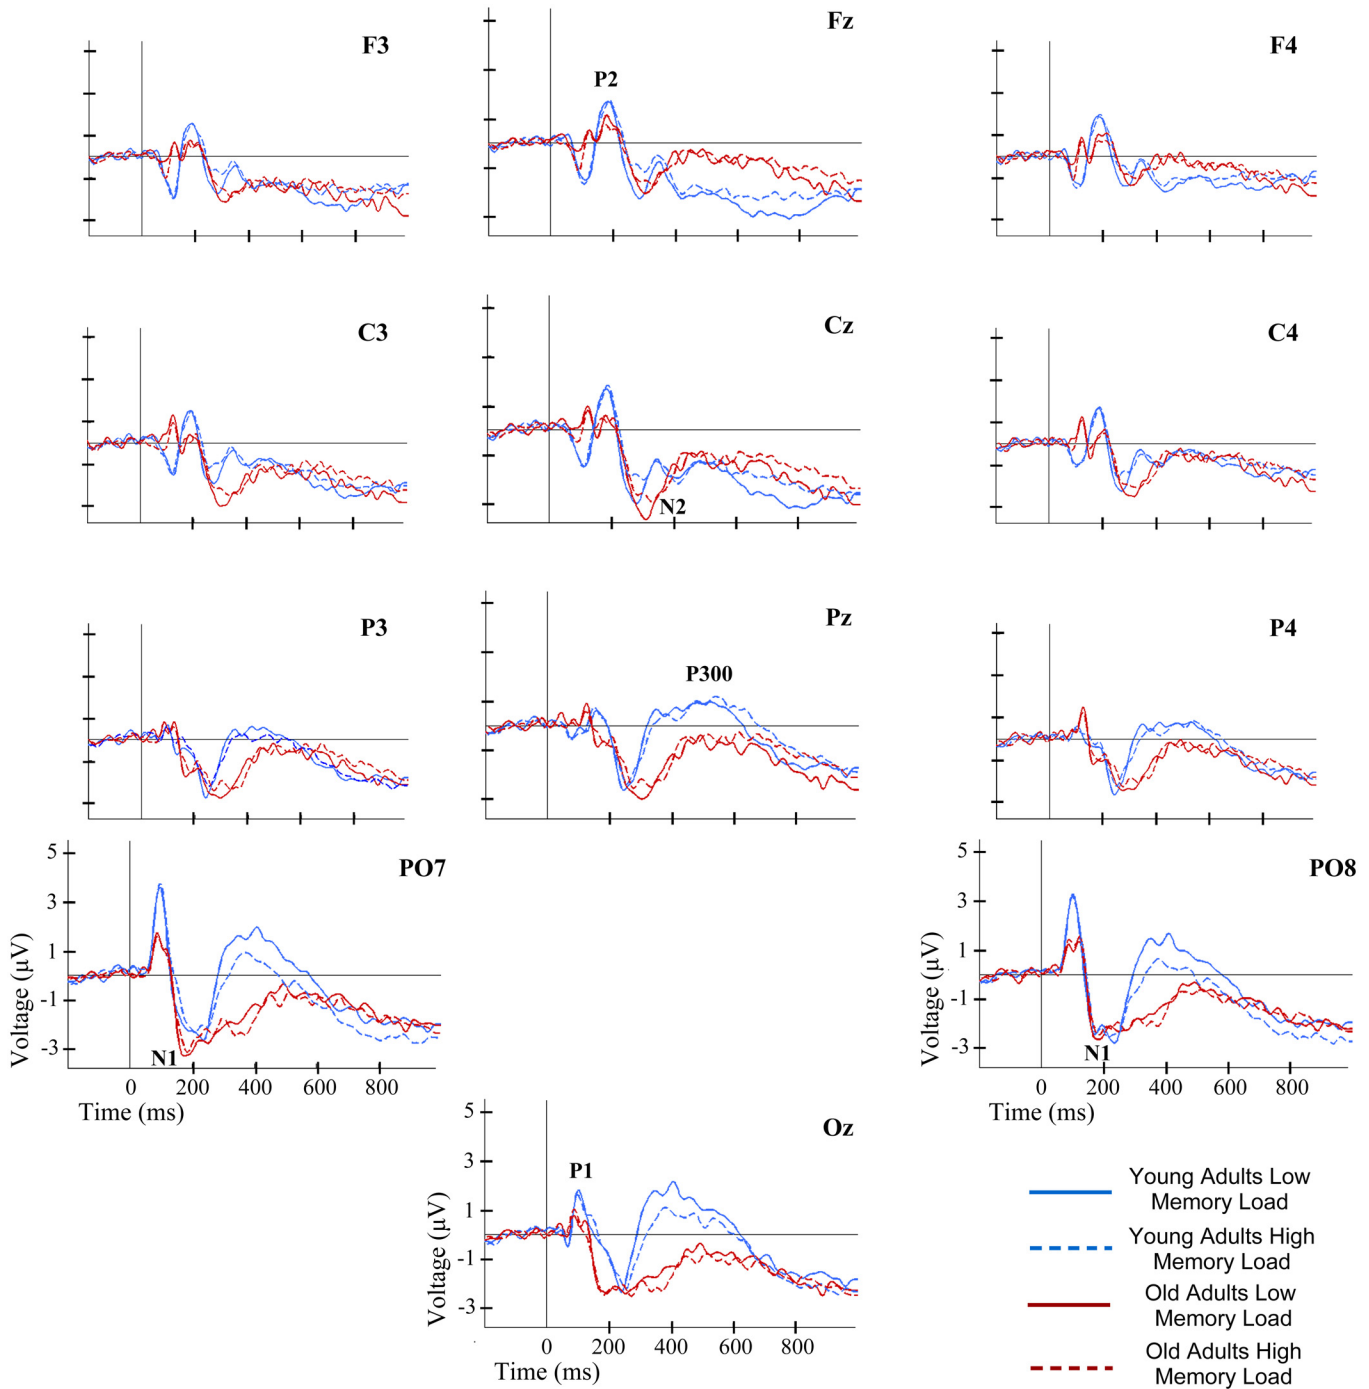 F3
Fz
F4
P2
C3
Cz
C4
N2
P3
Pz
P4
P300
PO7
PO8
5
3
1
-1
-3
Voltage (µV)
N1
0 200 400 600 800
Time (ms)
5
3
1
-1
-3
Voltage (µV)
N1
0 200 400 600 800
Time (ms)
Oz
P1
5
3
1
-1
-3
Voltage (µV)
0 200 400 600 800
Time (ms)
Young Adults Low
Memory Load
Young Adults High
Memory Load
Old Adults Low
Memory Load
Old Adults High
Memory Load